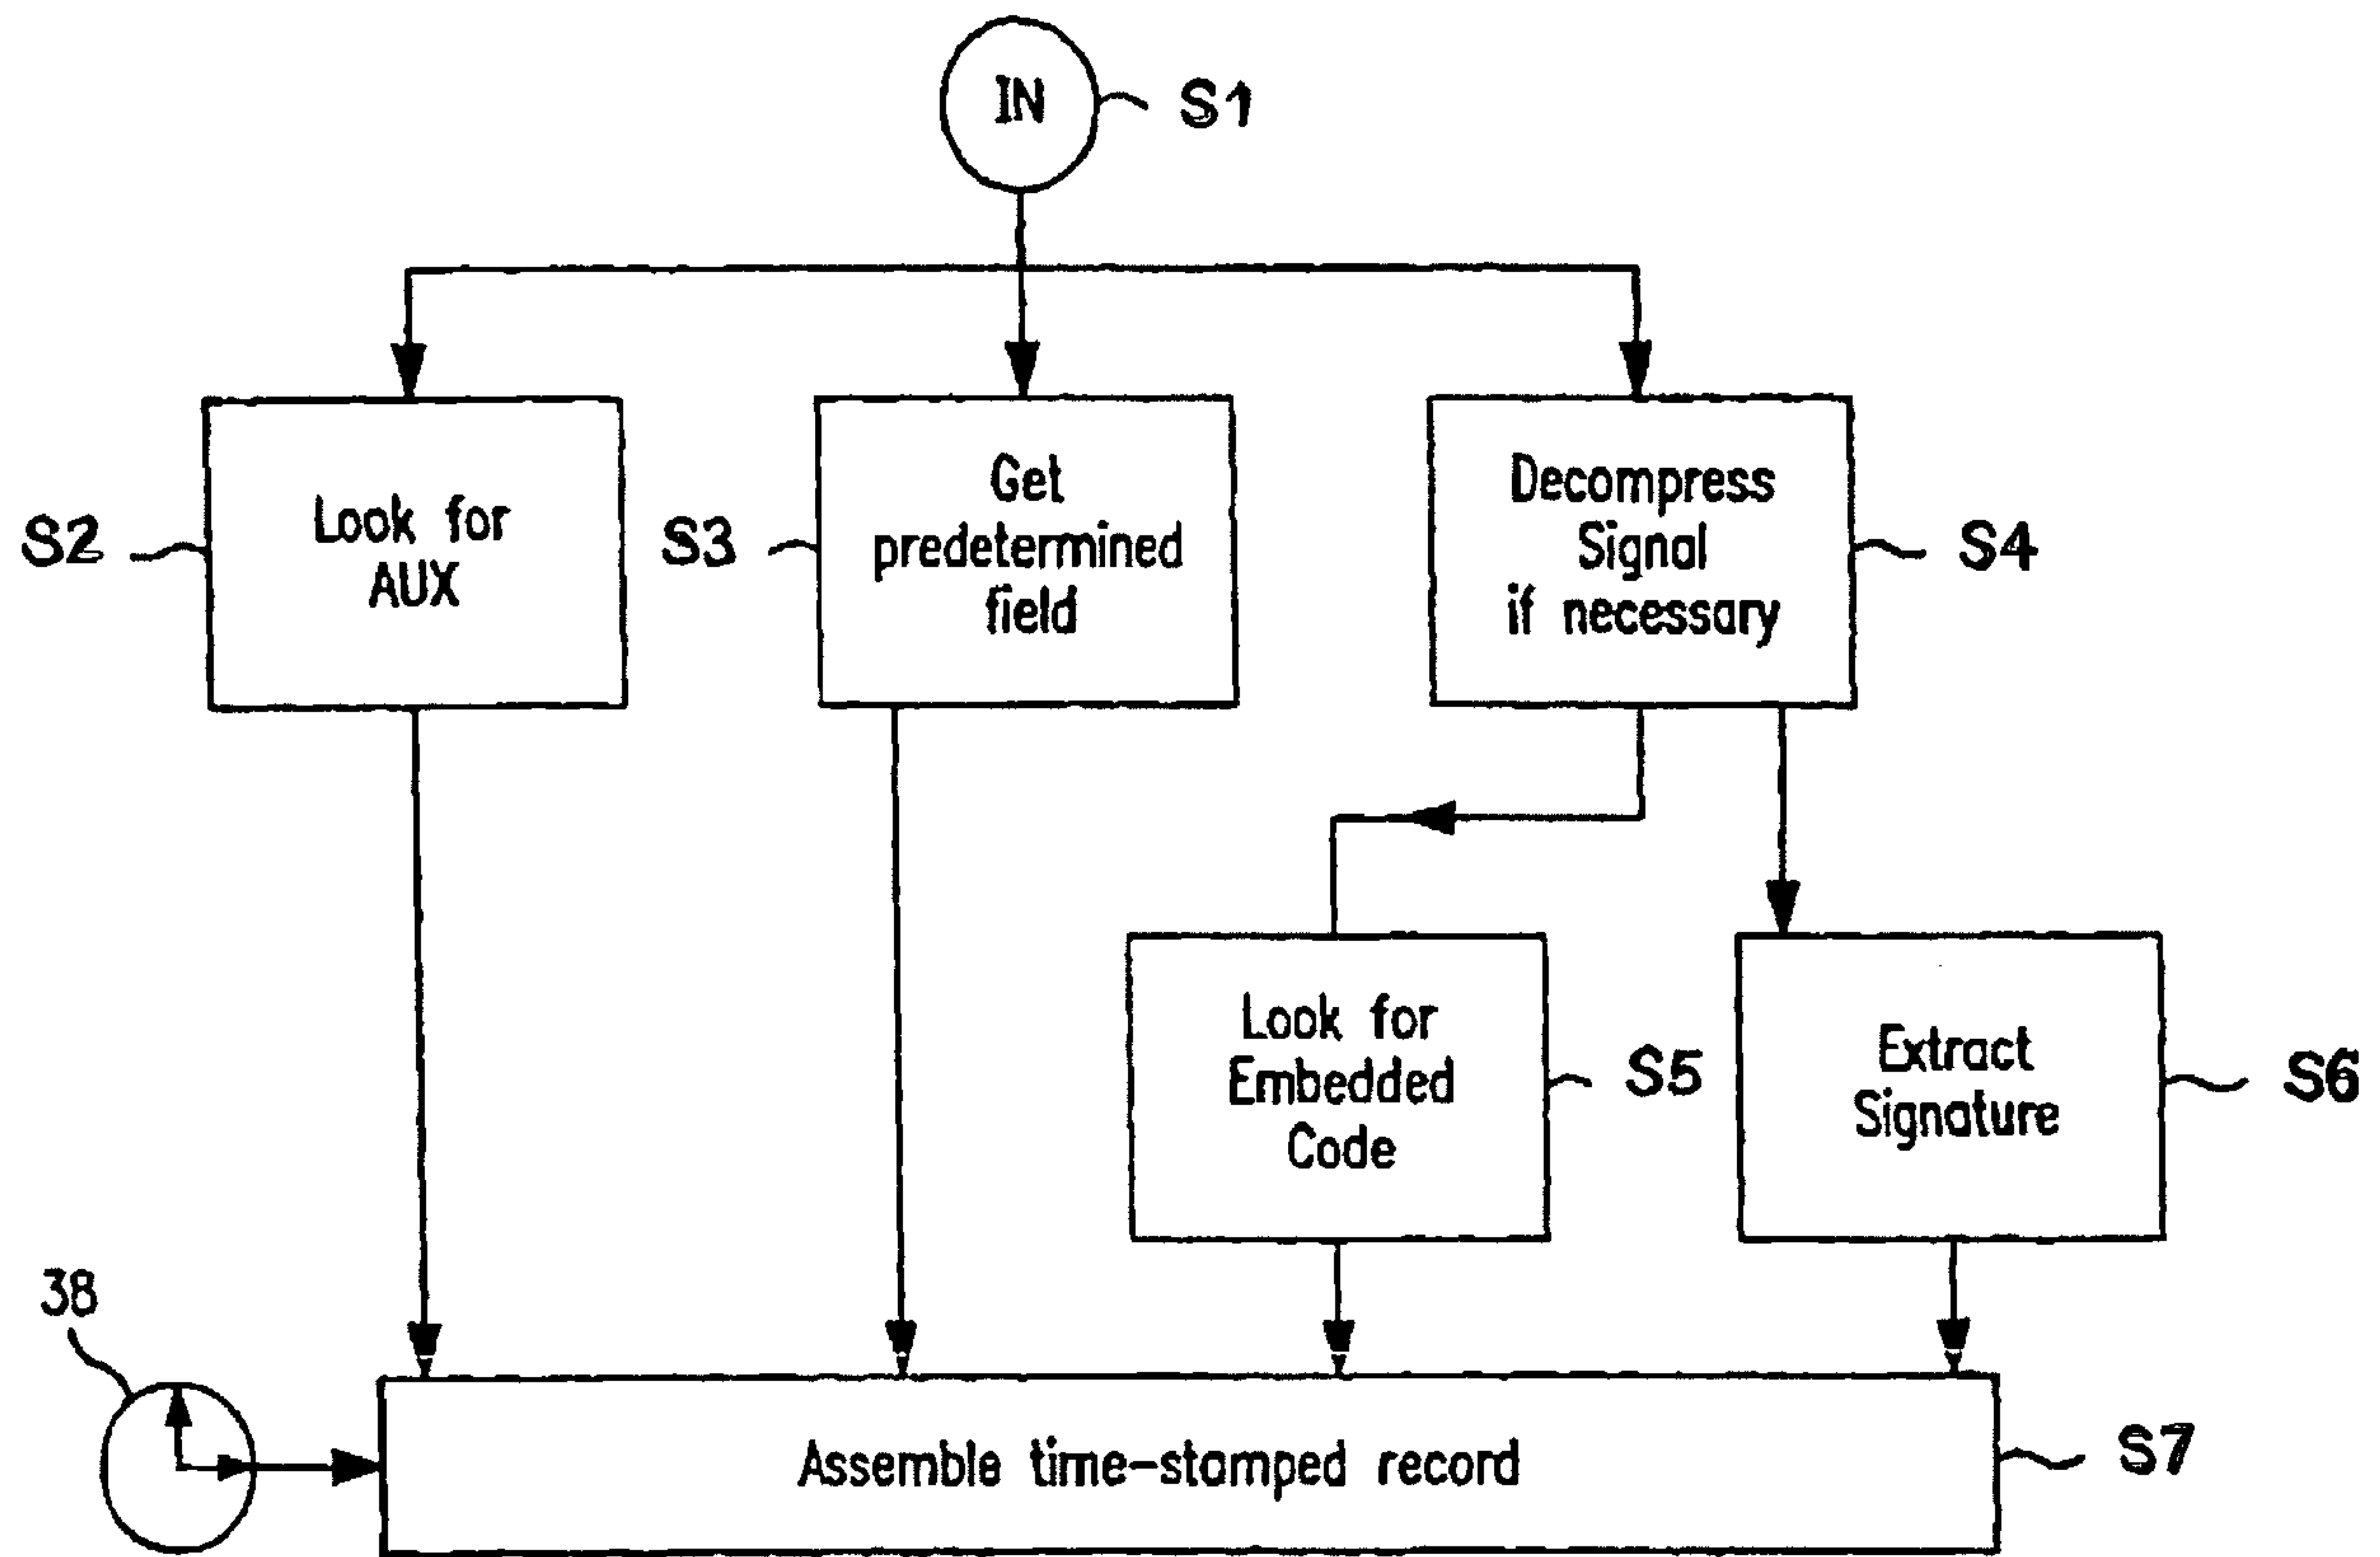 IN
S1
S2
Look for
AUX
S3
Get
predetermined
field
Decompress
Signal
if necessary
S4
Look for
Embedded
Code
S5
Extract
Signature
S6
38
Assemble time-stamped record
S7